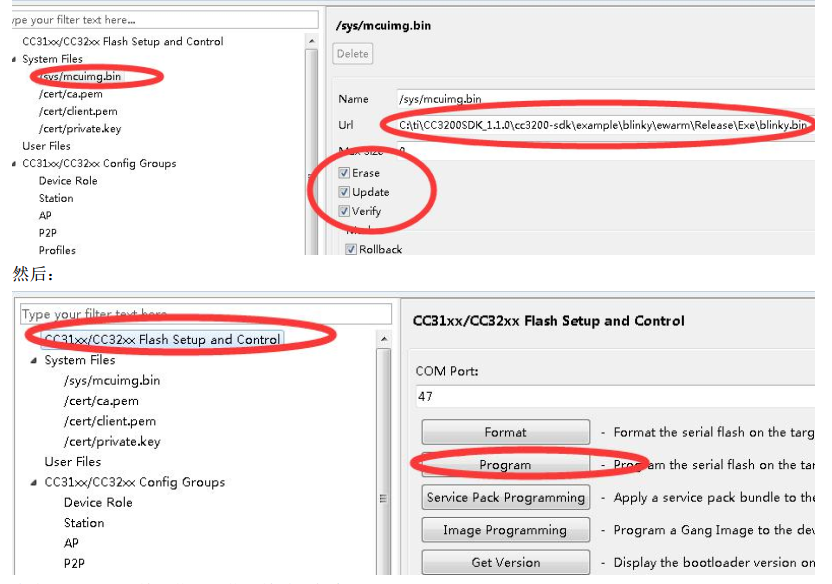 ype your filter text here...
CC31xx/CC32xx Flash Setup and Control
System Files
/sys/mcuimg.bin
/cert/ca.pem
/cert/client.pem
/cert/private.key
User Files
CC31xx/CC32xx Config Groups
Device Role
Station
AP
P2P
Profiles
/sys/mcuimg.bin
Delete
Name /sys/mcuimg.bin
Url C:\ti\CC3200SDK_1.1.0\cc3200-sdk\example\blinky\ewarm\Release\Exe\blinky.bin
Max size 0
Erase
Update
Verify
Rollback
然后：
Type your filter text here...
CC31xx/CC32xx Flash Setup and Control
System Files
/sys/mcuimg.bin
/cert/ca.pem
/cert/client.pem
/cert/private.key
User Files
CC31xx/CC32xx Config Groups
Device Role
Station
AP
P2P
CC31xx/CC32xx Flash Setup and Control
COM Port:
47
Format - Format the serial flash on the targ
Program - Program the serial flash on the tar
Service Pack Programming - Apply a service pack bundle to the
Image Programming - Program a Gang Image to the dev
Get Version - Display the bootloader version on